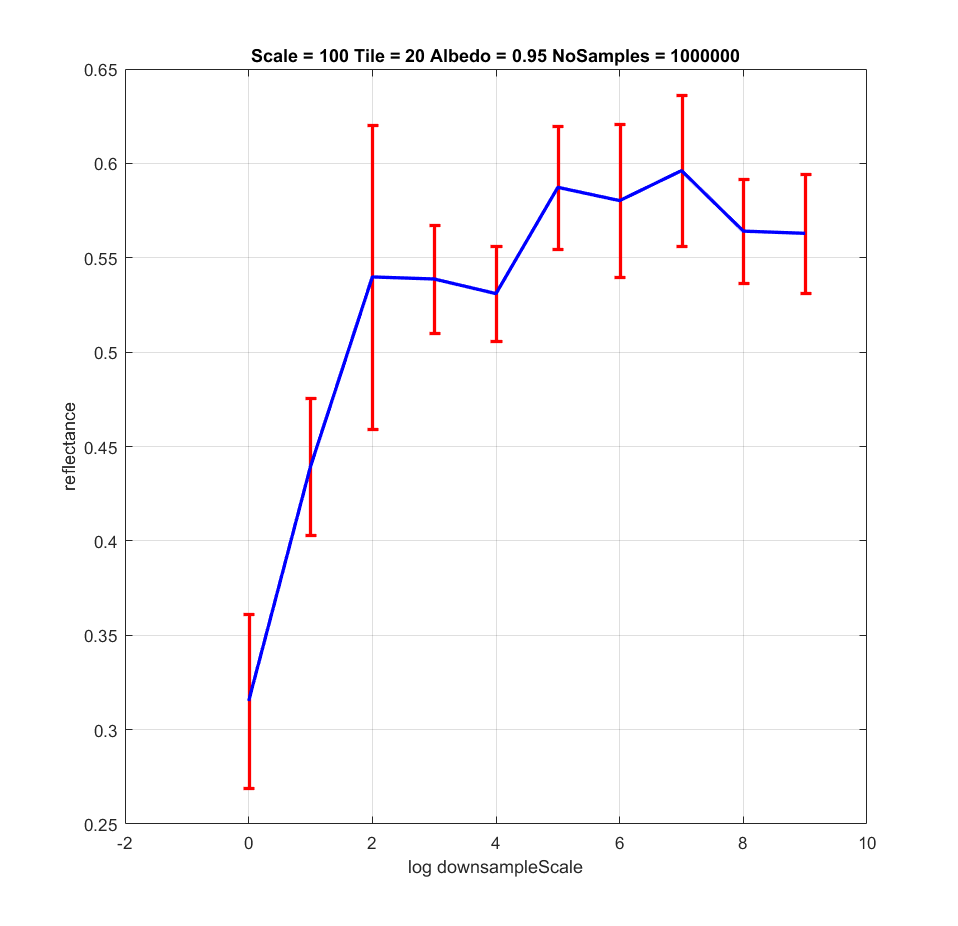 Scale = 100 Tile = 20 Albedo = 0.95 NoSamples = 1000000
0.65
0.6
0.55
0.5
0.45
0.4
0.35
0.3
0.25
reflectance
-2 0 2 4 6 8 10
log downsampleScale